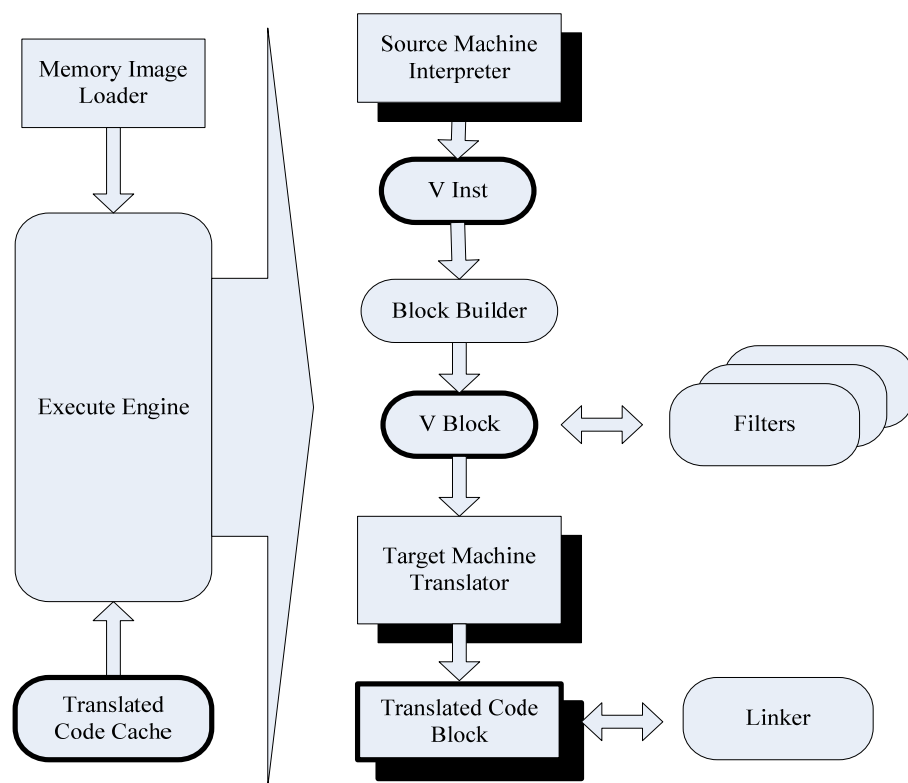 Memory Image
Loader
Execute Engine
Translated
Code Cache
Source Machine
Interpreter
V Inst
Block Builder
V Block
Filters
Target Machine
Translator
Translated Code
Block
Linker